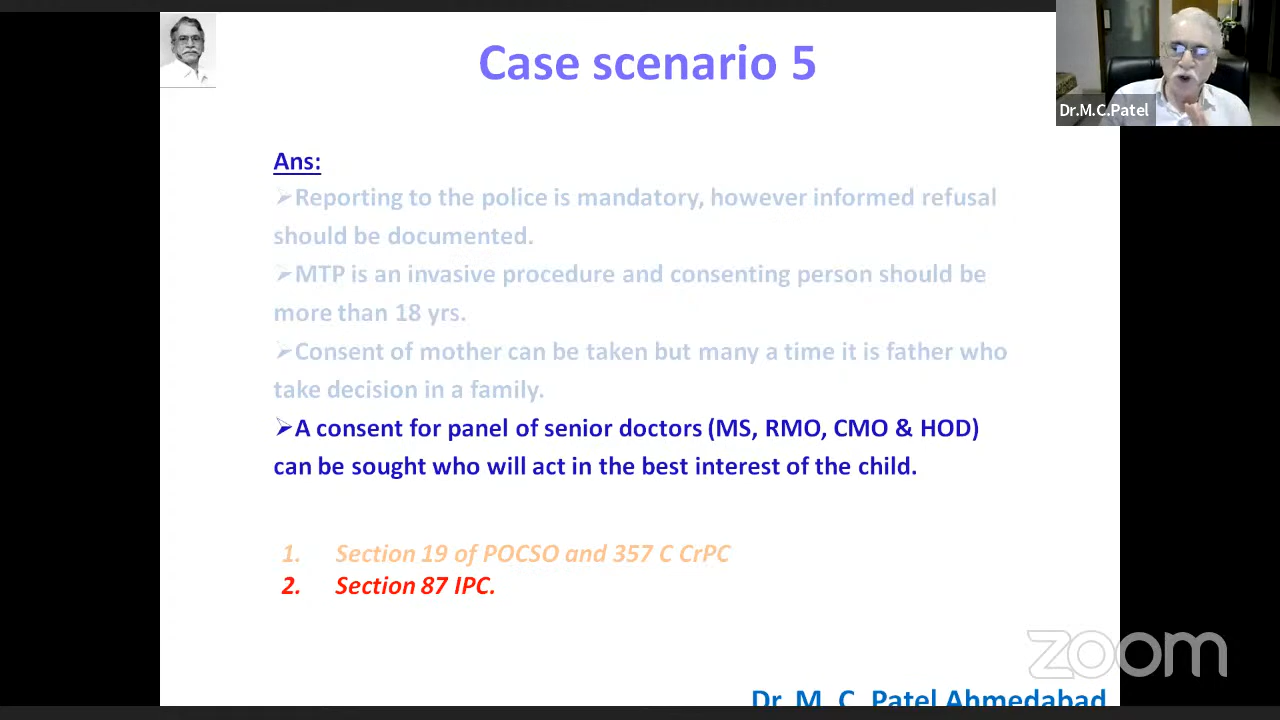 Case scenario 5
Dr.M.C.Patel
Ans:
➢Reporting to the police is mandatory, however informed refusal
should be documented.
➢MTP is an invasive procedure and consenting person should be
more than 18 yrs.
➢Consent of mother can be taken but many a time it is father who
take decision in a family.
➢A consent for panel of senior doctors (MS, RMO, CMO & HOD)
can be sought who will act in the best interest of the child.
1. Section 19 of POCSO and 357 C CrPC
2. Section 87 IPC.
zoom
Dr. M. C. Patel Ahmedabad